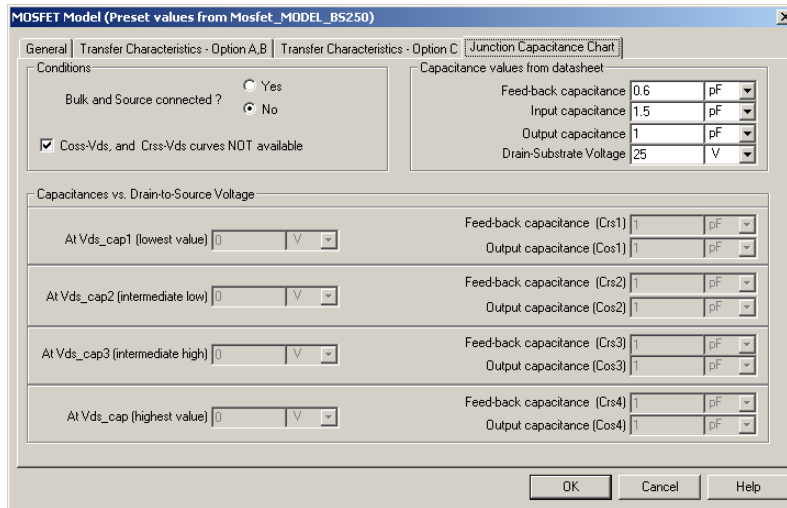 MOSFET Model (Preset values from Mosfet_MODEL_BS250)
General Transfer Characteristics - Option A,B Transfer Characteristics - Option C Junction Capacitance Chart
Conditions
Bulk and Source connected ?
Yes
No
Coss-Vds, and Crss-Vds curves NOT available
Capacitance values from datasheet
Feed-back capacitance 0.6 pF
Input capacitance 1.5 pF
Output capacitance 1 pF
Drain-Substrate Voltage 25 V
Capacitances vs. Drain-to-Source Voltage
At Vds_cap1 (lowest value) 0 V
Feed-back capacitance (Crs1) 1 pF
Output capacitance (Cos1) 1 pF
At Vds_cap2 (intermediate low) 0 V
Feed-back capacitance (Crs2) 1 pF
Output capacitance (Cos2) 1 pF
At Vds_cap3 (intermediate high) 0 V
Feed-back capacitance (Crs3) 1 pF
Output capacitance (Cos3) 1 pF
At Vds_cap (highest value) 0 V
Feed-back capacitance (Crs4) 1 pF
Output capacitance (Cos4) 1 pF
OK Cancel Help